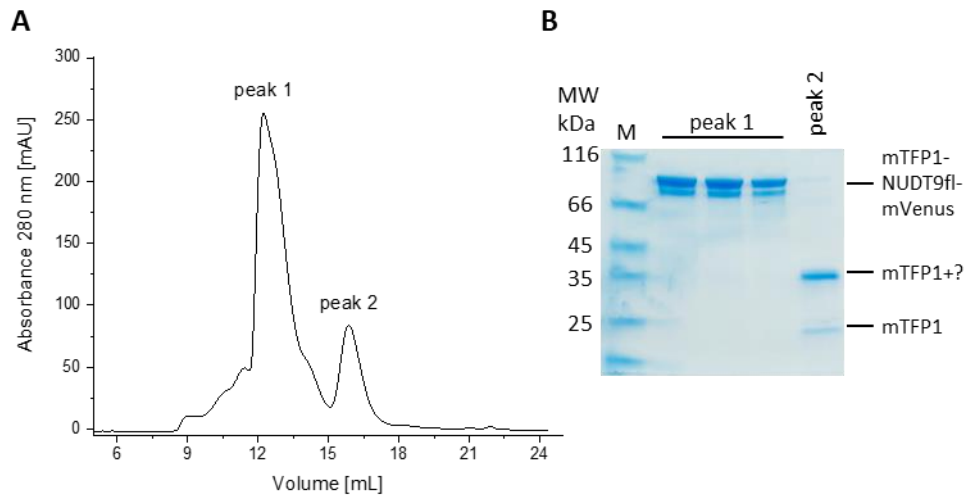 A
Absorbance 280 nm [mAU]
300
250
200
150
100
50
0
peak 1
peak 2
6 9 12 15 18 21 24
Volume [mL]
B
MW
kDa
M
peak 1
peak 2
116
66
45
35
25
mTFP1-
NUDT9fl-
mVenus
mTFP1+?
mTFP1